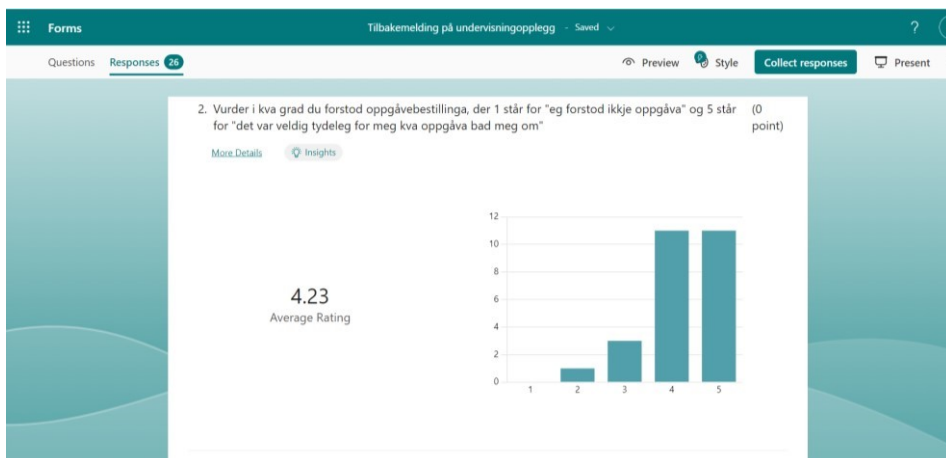 Forms
Tilbakemelding på undervisningopplegg - Saved
?
Questions
Responses 26
Preview
Style
Collect responses
Present
2. Vurder i kva grad du forstod oppgåvebestillinga, der 1 står for "eg forstod ikkje oppgåva" og 5 står (0
for "det var veldig tydeleg for meg kva oppgåva bad meg om" point)
More Details
Insights
4.23
Average Rating
12
10
8
6
4
2
0
1 2 3 4 5